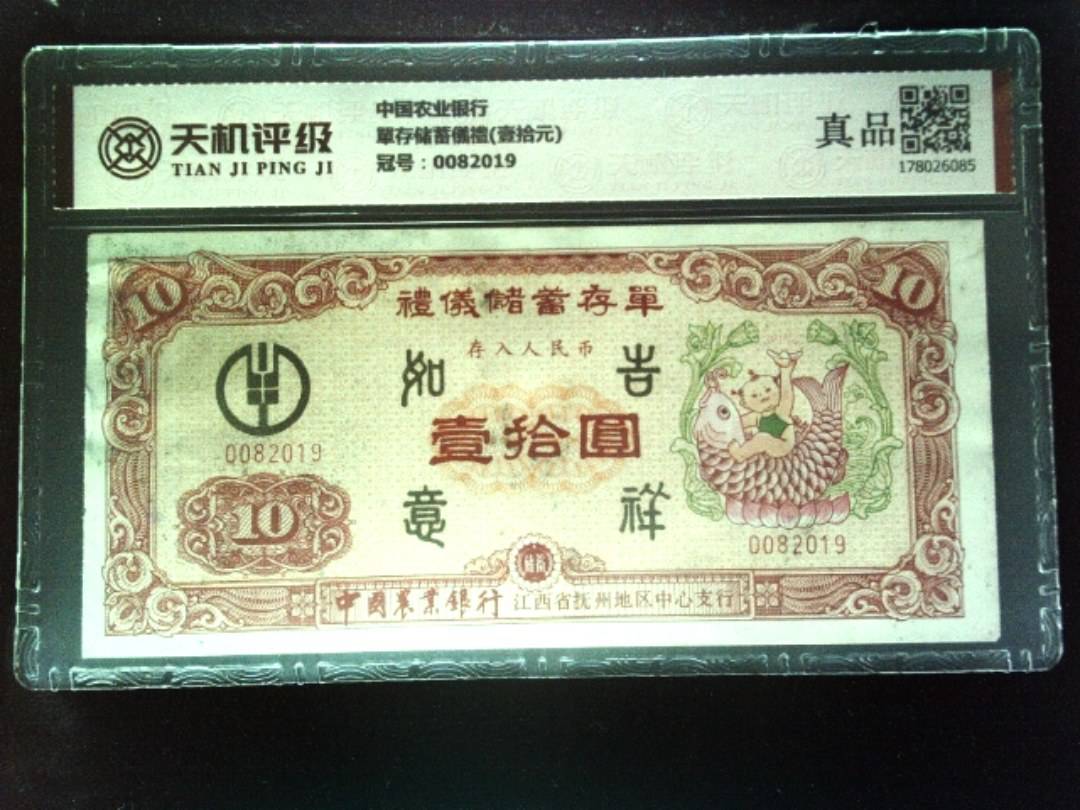 天机评级
TIAN JI PING JI
中国农业银行
單存储蓄儀禮(壹拾元)
冠号：0082019
真品
178026085
10
10
禮儀儲蓄存單
存入人民币
如
吉
壹拾圓
意
祥
0082019
10
0082019
中國農業銀行 江西省抚州地区中心支行